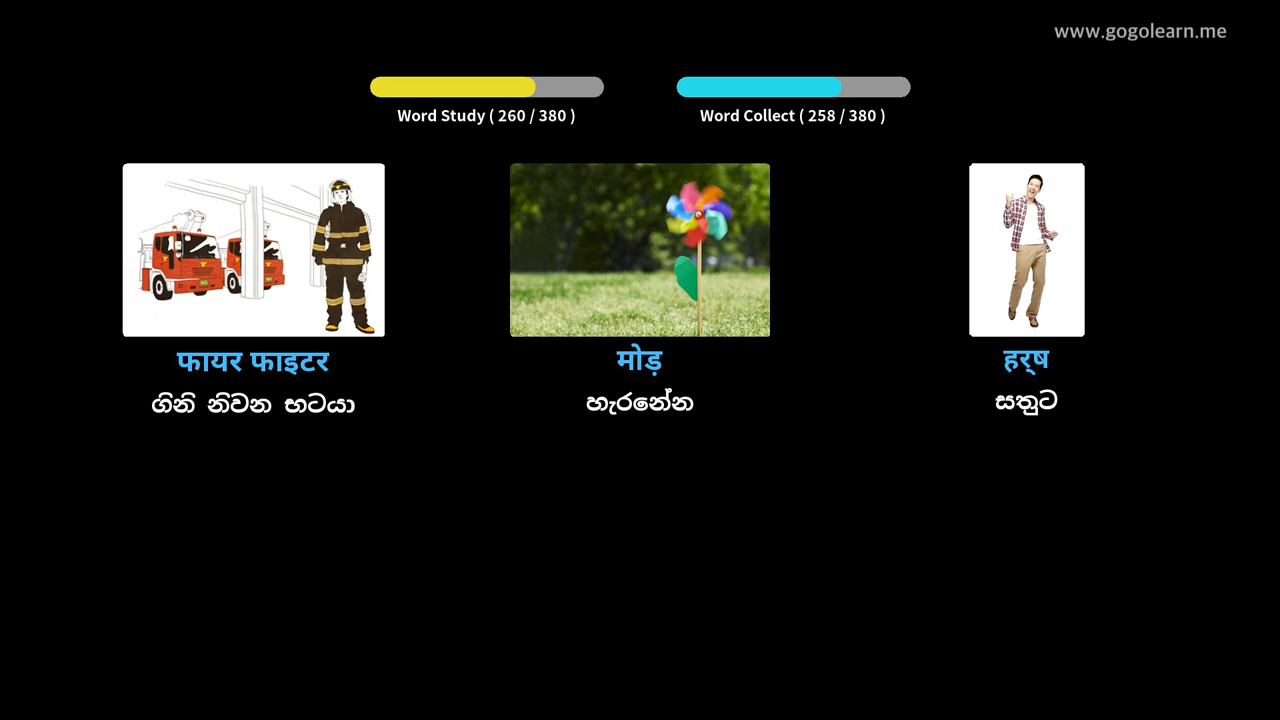 www.gogolearn.me
Word Study ( 260 / 380 )
Word Collect ( 258 / 380 )
फायर फाइटर
ගිනි නිවන භටයා
मोड़
හැරනේන
हर्ष
සතුට